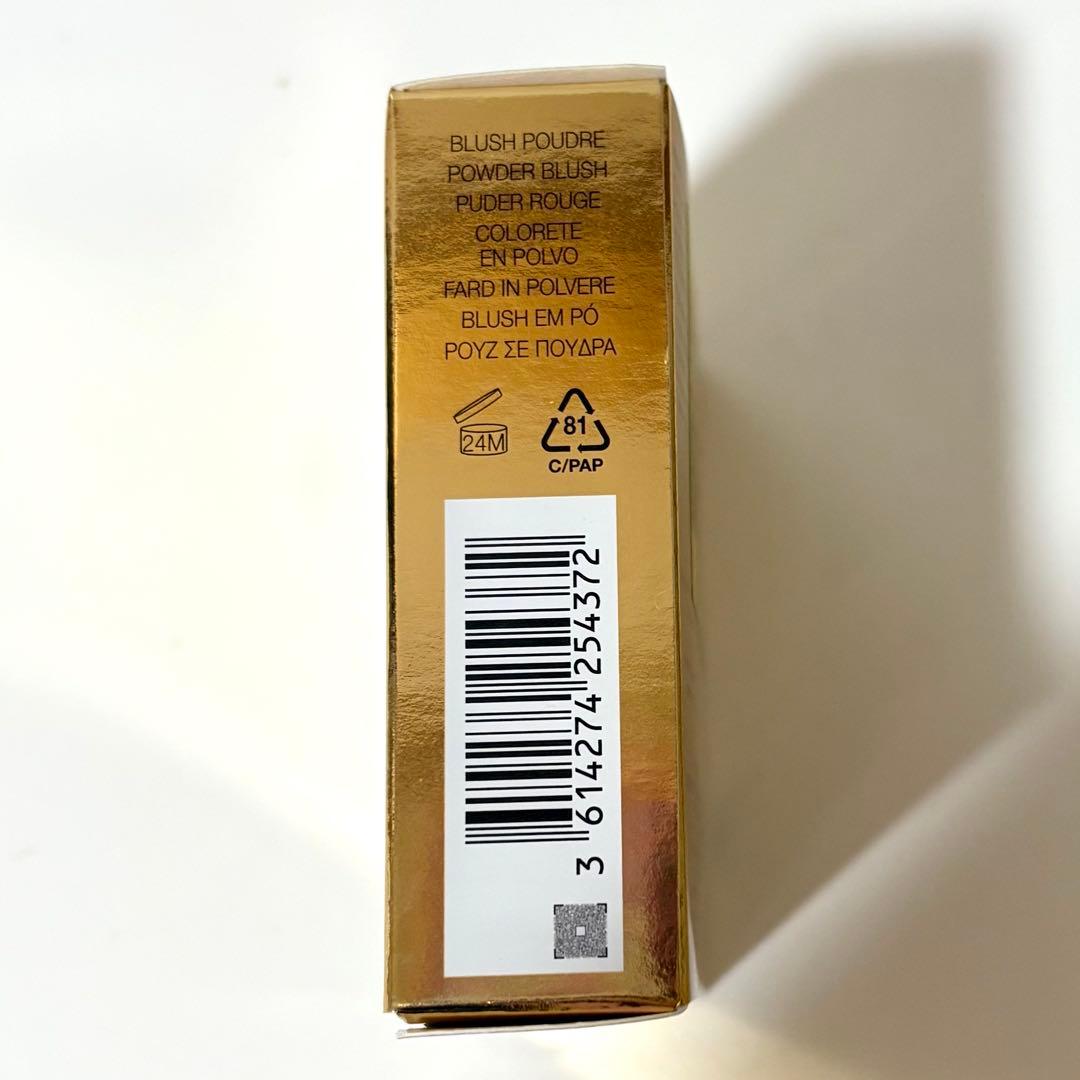 BLUSH POUDRE
POWDER BLUSH
PUDER ROUGE
COLORETE
EN POLVO
FARD IN POLVERE
BLUSH EM PÓ
ΡΟΥΖ ΣΕ ΠΟΥΔΡΑ
24M
81
C/PAP
3 614274 254372